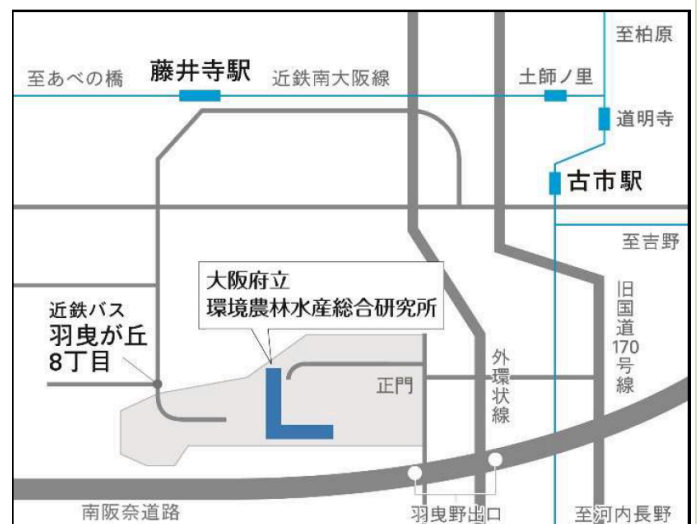 至柏原
藤井寺駅
至あべの橋
近鉄南大阪線
土師ノ里
道明寺
古市駅
至吉野
大阪府立
環境農林水産総合研究所
近鉄バス
羽曳が丘
8丁目
旧国道170号線
外環状線
正門
南阪奈道路
羽曳野出口
至河内長野